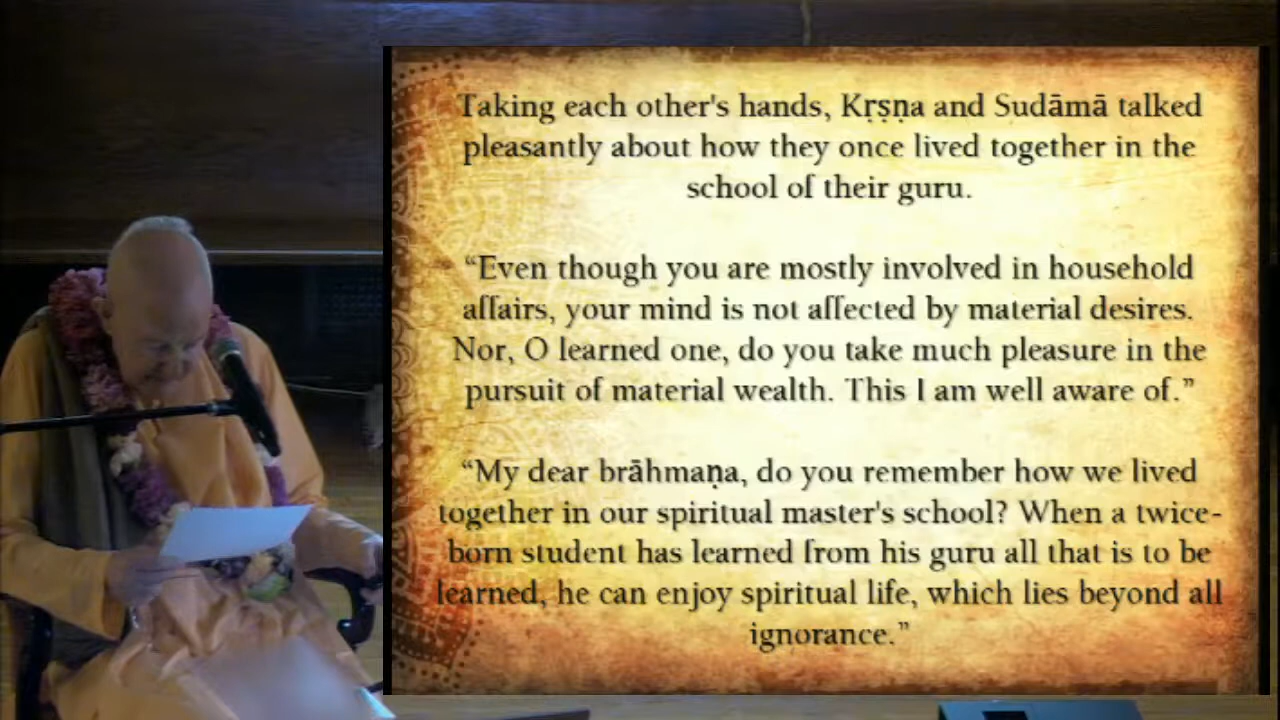 Taking each other's hands, Kṛṣṇa and Sudāmā talked
pleasantly about how they once lived together in the
school of their guru.
“Even though you are mostly involved in household
affairs, your mind is not affected by material desires.
Nor, O learned one, do you take much pleasure in the
pursuit of material wealth. This I am well aware of.”
“My dear brāhmaṇa, do you remember how we lived
together in our spiritual master's school? When a twice-
born student has learned from his guru all that is to be
learned, he can enjoy spiritual life, which lies beyond all
ignorance.”